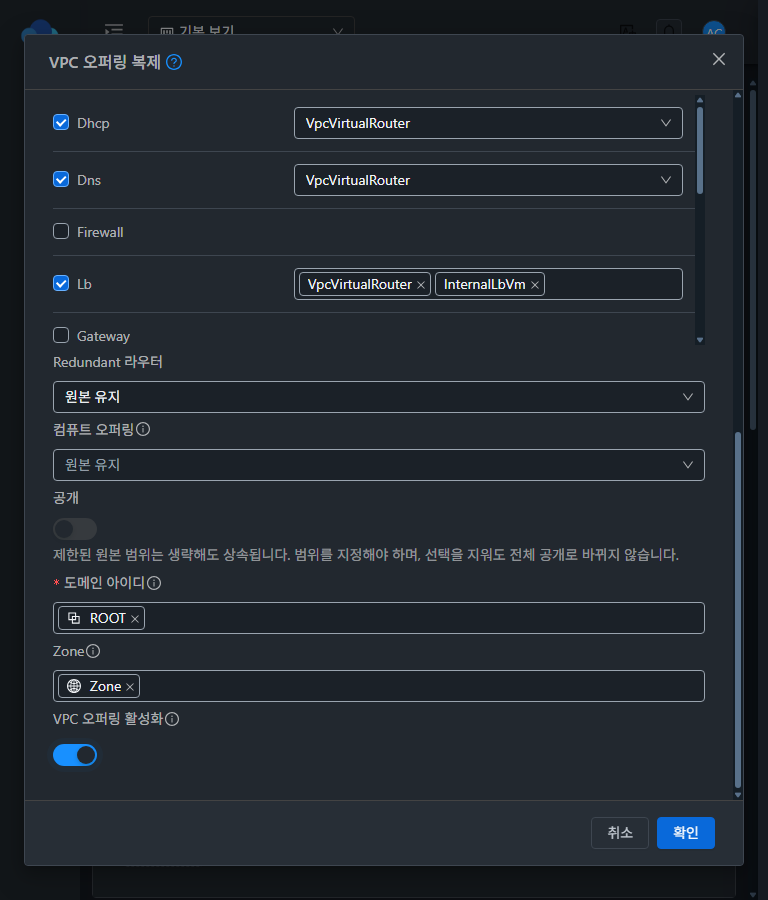 기본 보기
AC
VPC 오퍼링 복제
Dhcp
VpcVirtualRouter
Dns
VpcVirtualRouter
Firewall
Lb
VpcVirtualRouter
InternalLbVm
Gateway
Redundant 라우터
원본 유지
컴퓨트 오퍼링
원본 유지
공개
제한된 원본 범위는 생략해도 상속됩니다. 범위를 지정해야 하며, 선택을 지워도 전체 공개로 바뀌지 않습니다.
* 도메인 아이디
ROOT
Zone
Zone
VPC 오퍼링 활성화
취소
확인